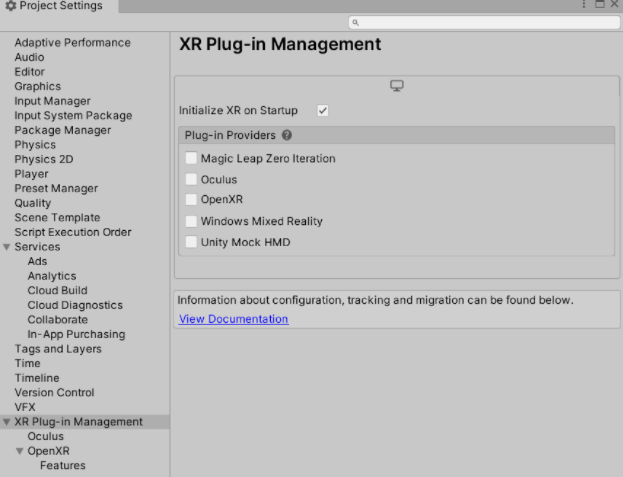 Project Settings
Adaptive Performance
Audio
Editor
Graphics
Input Manager
Input System Package
Package Manager
Physics
Physics 2D
Player
Preset Manager
Quality
Scene Template
Script Execution Order
Services
Ads
Analytics
Cloud Build
Cloud Diagnostics
Collaborate
In-App Purchasing
Tags and Layers
Time
Timeline
Version Control
VFX
XR Plug-in Management
Oculus
OpenXR
Features
XR Plug-in Management
Initialize XR on Startup
Plug-in Providers ?
Magic Leap Zero Iteration
Oculus
OpenXR
Windows Mixed Reality
Unity Mock HMD
Information about configuration, tracking and migration can be found below.
View Documentation